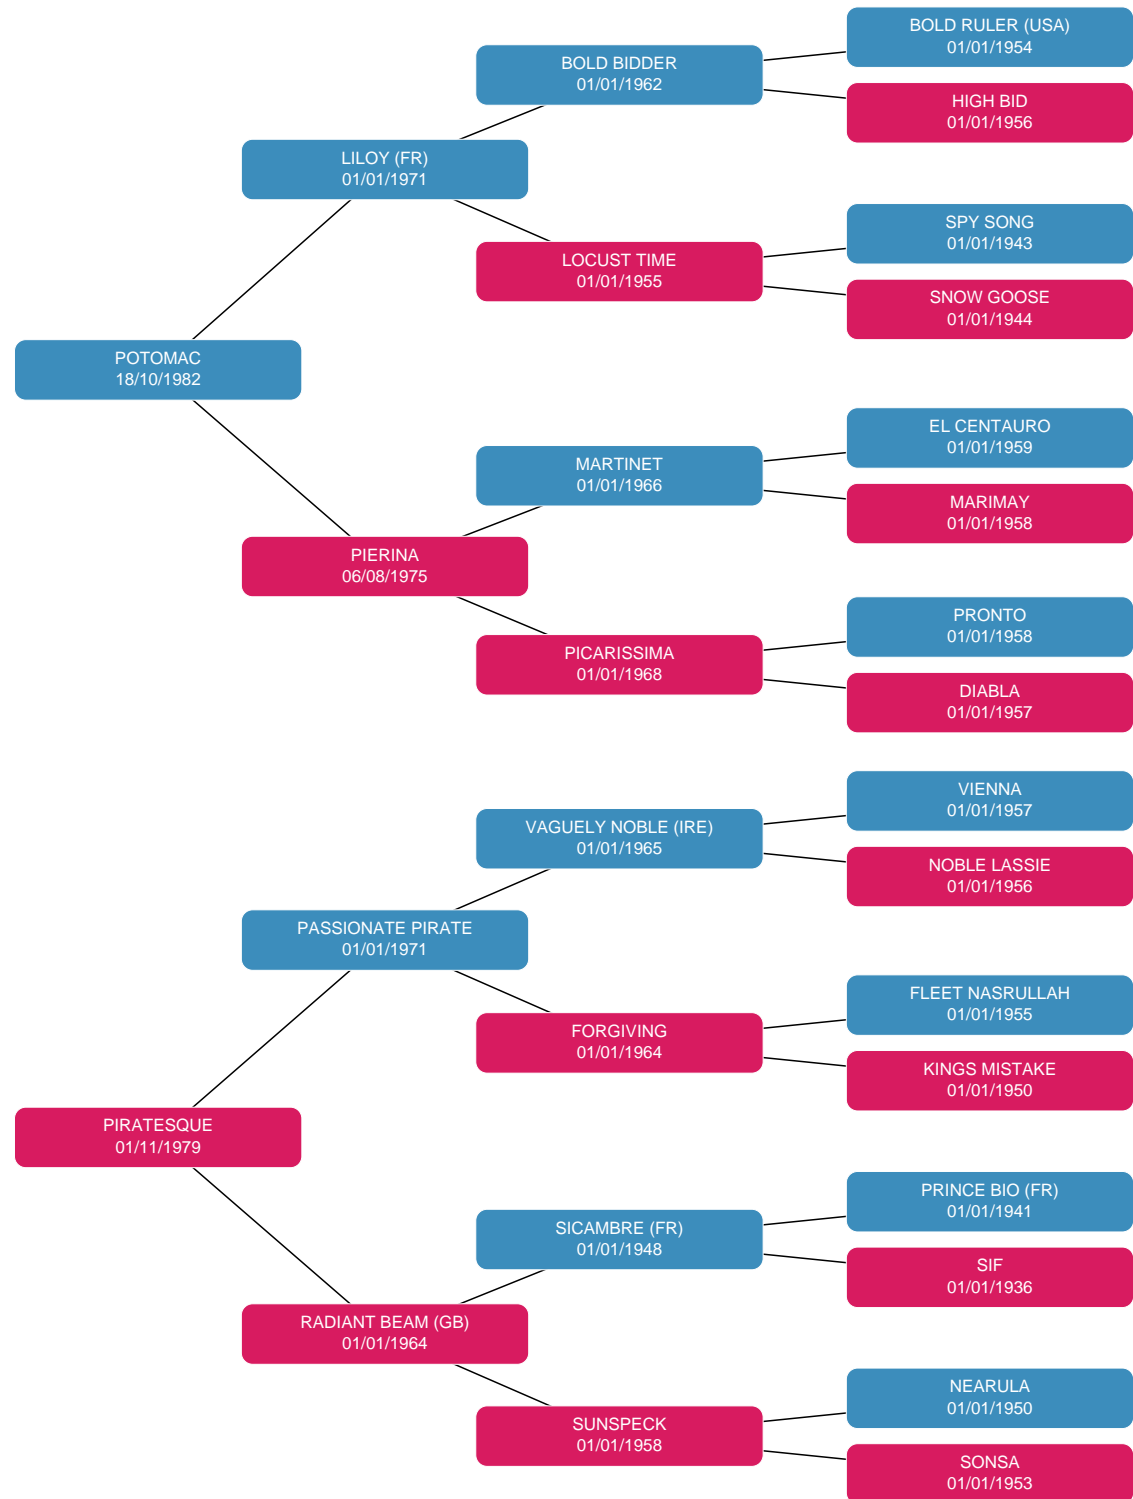 BOLD RULER (USA)
01/01/1954
BOLD BIDDER
01/01/1962
HIGH BID
01/01/1956
LILOY (FR)
01/01/1971
SPY SONG
01/01/1943
LOCUST TIME
01/01/1955
SNOW GOOSE
01/01/1944
POTOMAC
18/10/1982
EL CENTAURO
01/01/1959
MARTINET
01/01/1966
MARIMAY
01/01/1958
PIERINA
06/08/1975
PRONTO
01/01/1958
PICARISSIMA
01/01/1968
DIABLA
01/01/1957
VIENNA
01/01/1957
VAGUELY NOBLE (IRE)
01/01/1965
NOBLE LASSIE
01/01/1956
PASSIONATE PIRATE
01/01/1971
FLEET NASRULLAH
01/01/1955
FORGIVING
01/01/1964
KINGS MISTAKE
01/01/1950
PIRATESQUE
01/11/1979
PRINCE BIO (FR)
01/01/1941
SICAMBRE (FR)
01/01/1948
SIF
01/01/1936
RADIANT BEAM (GB)
01/01/1964
NEARULA
01/01/1950
SUNSPECK
01/01/1958
SONSA
01/01/1953